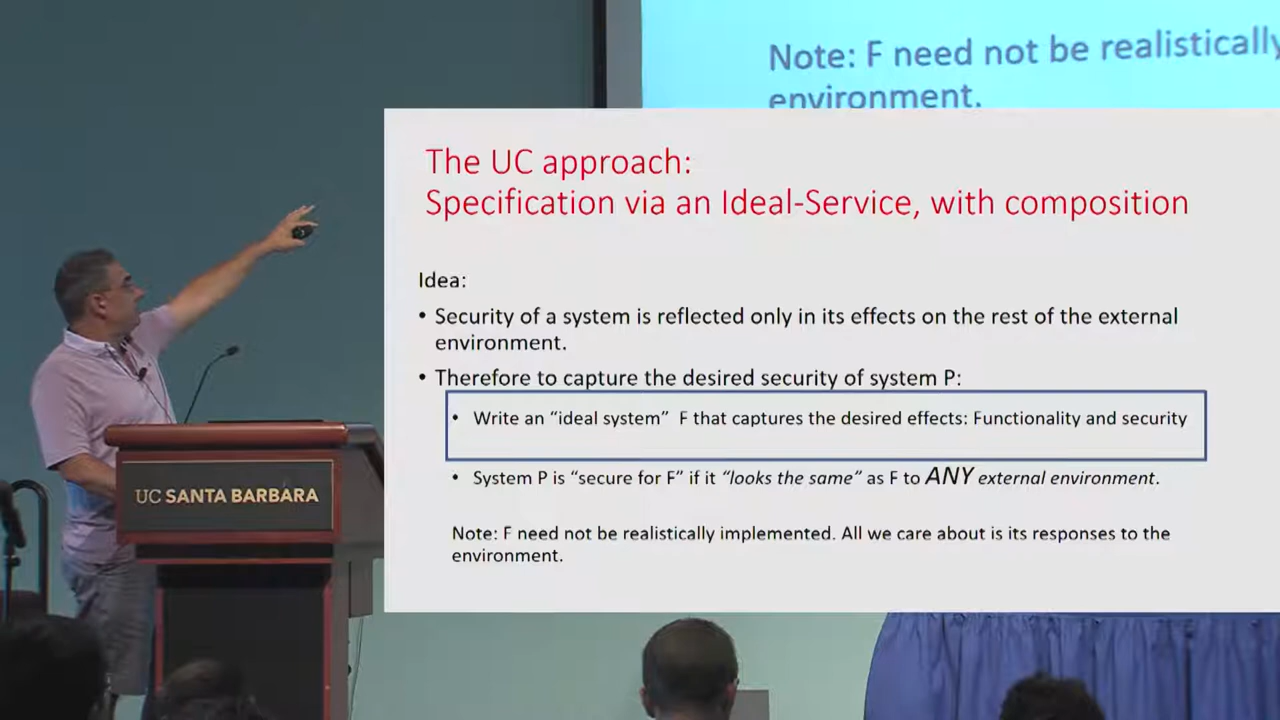 Note: F need not be realistically
environment.
The UC approach:
Specification via an Ideal-Service, with composition
Idea:
• Security of a system is reflected only in its effects on the rest of the external
environment.
• Therefore to capture the desired security of system P:
• Write an “ideal system” F that captures the desired effects: Functionality and security
• System P is “secure for F” if it “looks the same” as F to ANY external environment.
Note: F need not be realistically implemented. All we care about is its responses to the
environment.
UC SANTA BARBARA